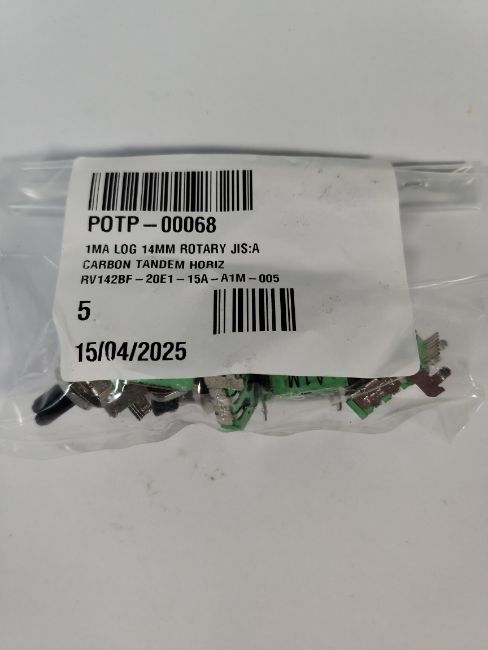 POTP-00068
1MA LOG 14MM ROTARY JIS:A
CARBON TANDEM HORIZ
RV142BF-20E1-15A-A1M-005
5
15/04/2025
A1M